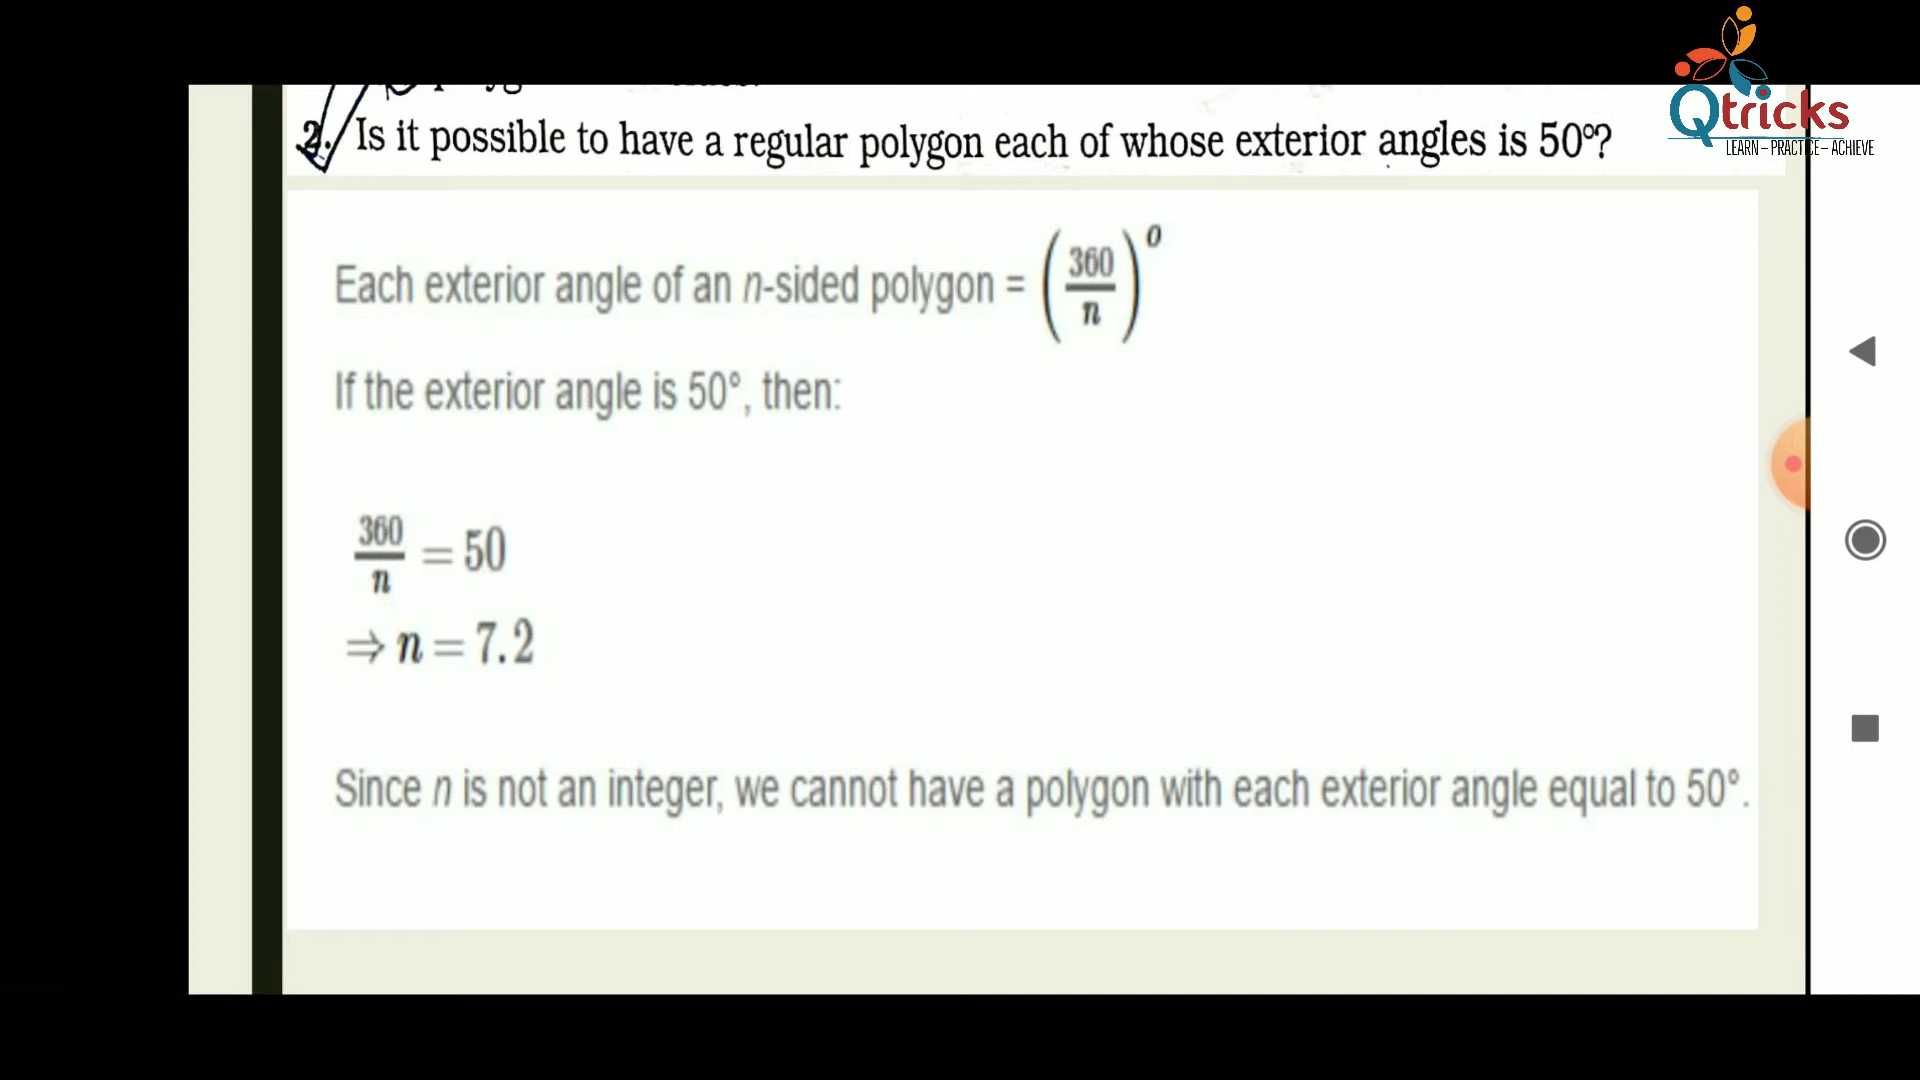 Qtricks
LEARN – PRACTICE – ACHIEVE
2. Is it possible to have a regular polygon each of whose exterior angles is 50°?
Each exterior angle of an n-sided polygon = (360/n)°
If the exterior angle is 50°, then:
360/n = 50
⇒ n = 7.2
Since n is not an integer, we cannot have a polygon with each exterior angle equal to 50°.